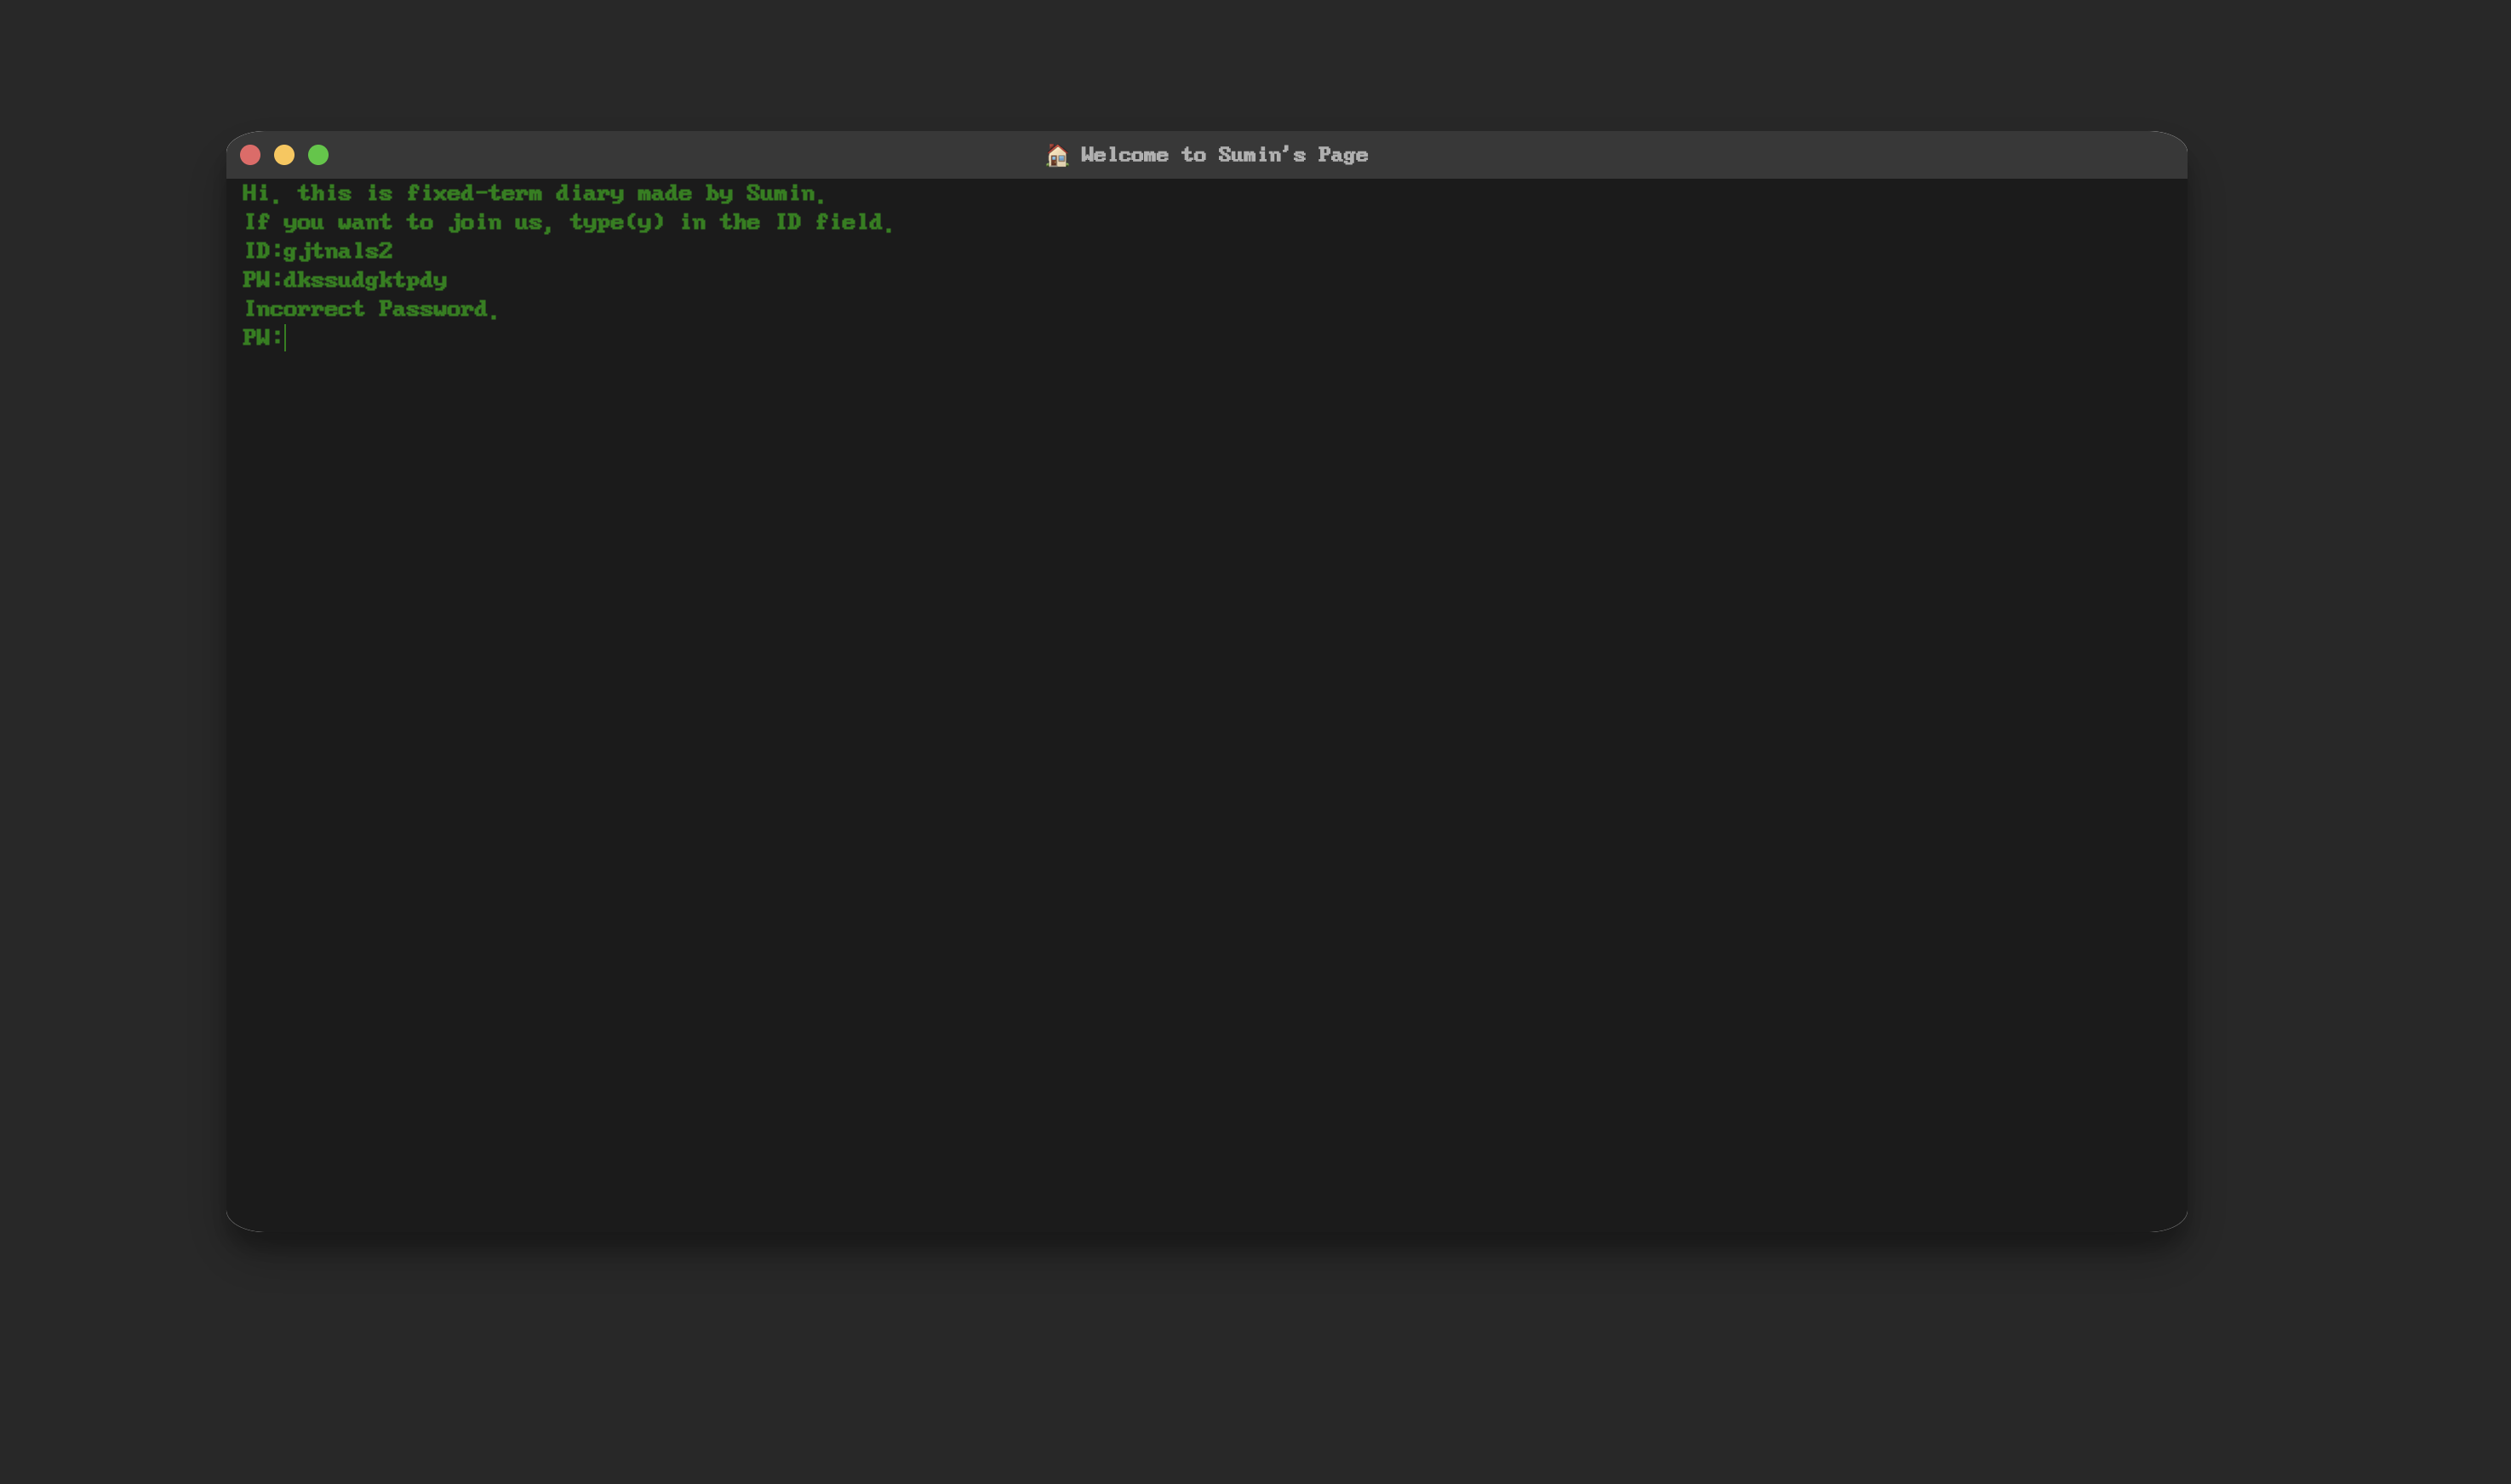 🏠 Welcome to Sumin's Page
Hi. this is fixed-term diary made by Sumin.
If you want to join us, type(y) in the ID field.
ID:gjtnals2
PW:dkssudgktpdy
Incorrect Password.
PW: